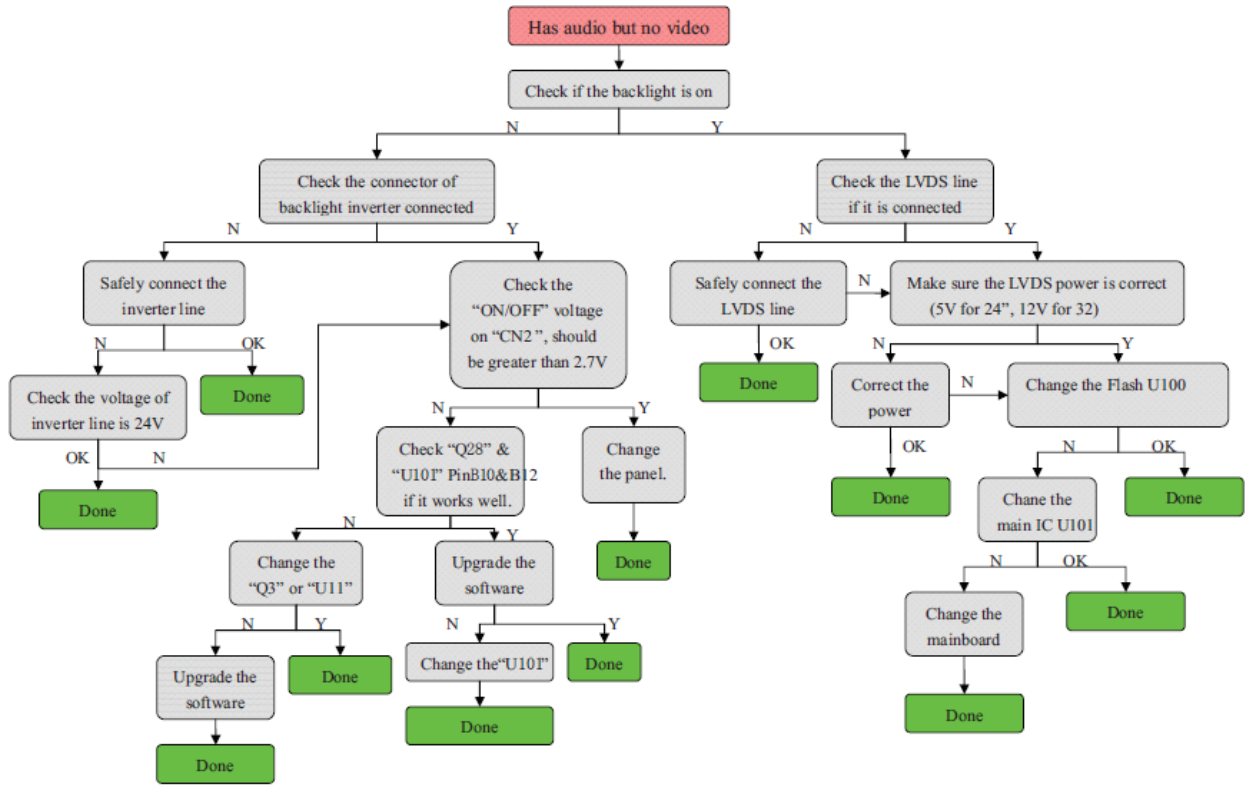 Has audio but no video
Check if the backlight is on
N
Y
Check the connector of
backlight inverter connected
Check the LVDS line
if it is connected
N
Y
N
Y
Safely connect the
inverter line
Check the
“ON/OFF” voltage
on “CN2”, should
be greater than 2.7V
Safely connect the
LVDS line
N
Make sure the LVDS power is correct
(5V for 24”, 12V for 32)
N
OK
OK
N
Y
Check the voltage of
inverter line is 24V
Done
Done
Correct the
power
N
Change the Flash U100
OK
N
N
Y
OK
N
OK
Done
Check “Q28” &
“U101” PinB10&B12
if it works well.
Change
the panel.
Done
Chane the
main IC U101
Done
N
Y
N
OK
Change the
“Q3” or “U11”
Upgrade the
software
Done
Change the
mainboard
Done
N
Y
N
Y
Upgrade the
software
Done
Change the“U101”
Done
Done
Done
Done